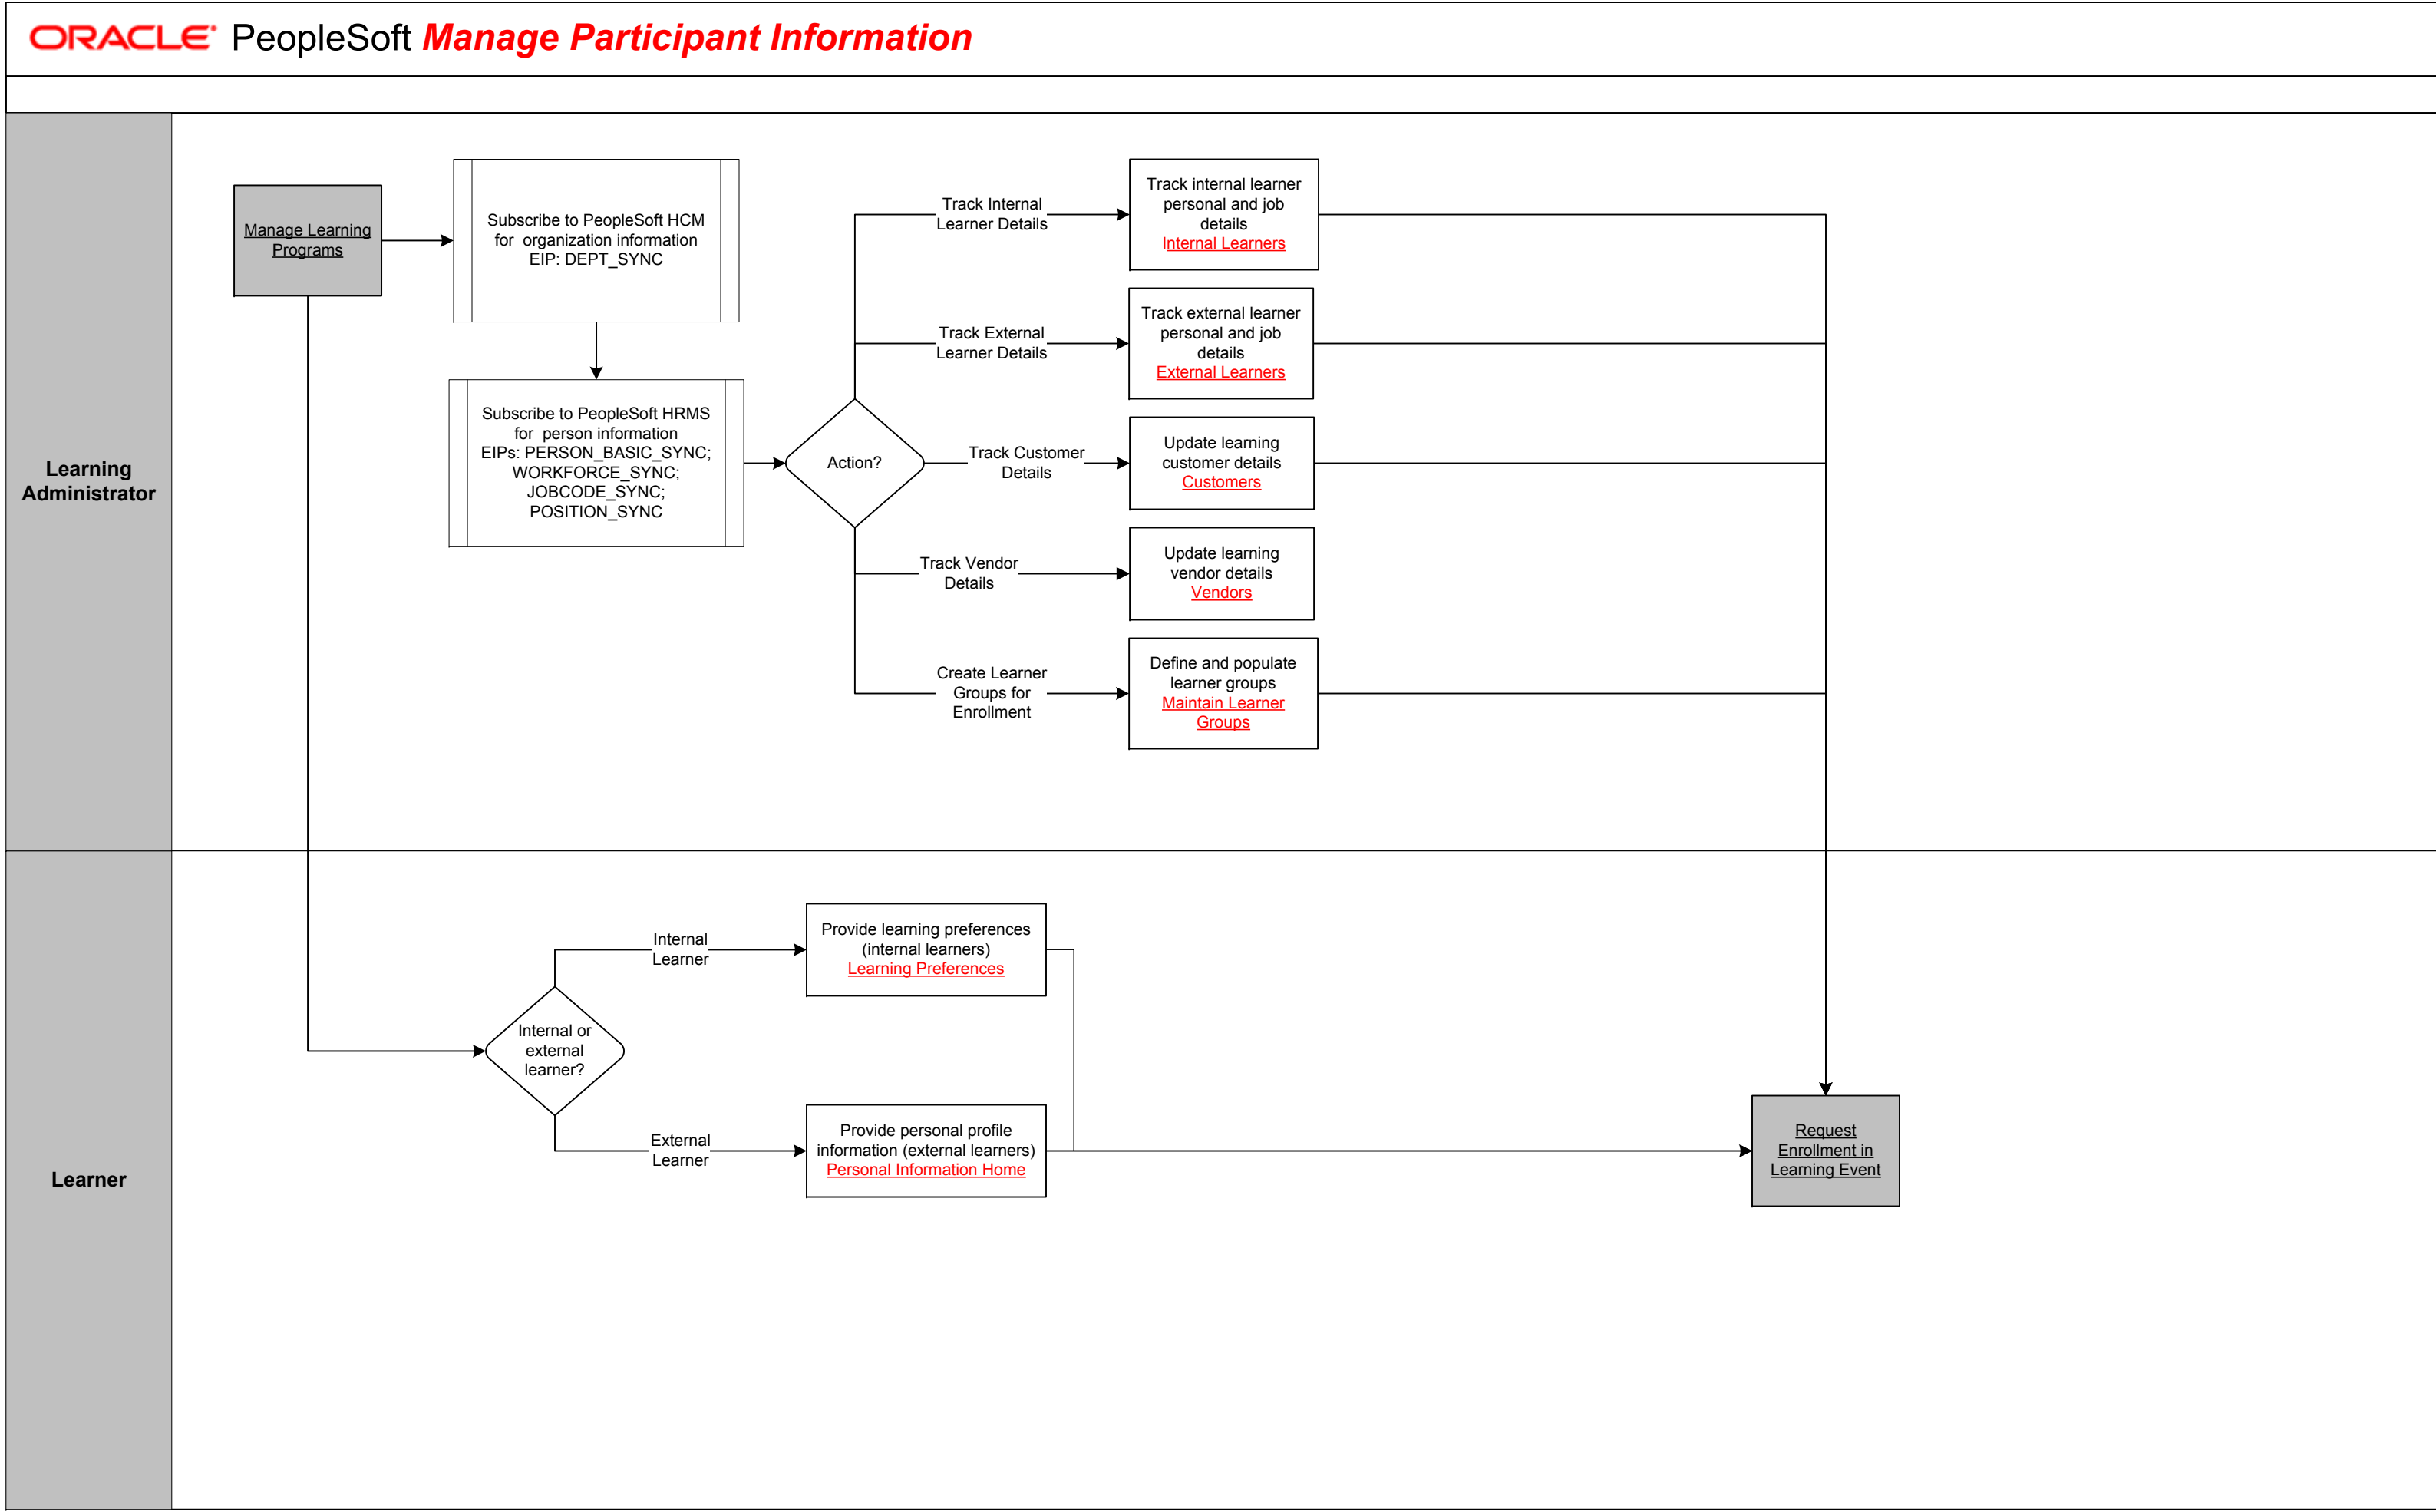 ORACLE® PeopleSoft Manage Participant Information
Learning
Administrator
Manage Learning
Programs
Subscribe to PeopleSoft HCM
for organization information
EIP: DEPT_SYNC
Subscribe to PeopleSoft HRMS
for person information
EIPs: PERSON_BASIC_SYNC;
WORKFORCE_SYNC;
JOBCODE_SYNC;
POSITION_SYNC
Action?
Track Internal
Learner Details
Track internal learner
personal and job
details
Internal Learners
Track External
Learner Details
Track external learner
personal and job
details
External Learners
Track Customer
Details
Update learning
customer details
Customers
Track Vendor
Details
Update learning
vendor details
Vendors
Create Learner
Groups for
Enrollment
Define and populate
learner groups
Maintain Learner
Groups
Learner
Internal or
external
learner?
Internal
Learner
Provide learning preferences
(internal learners)
Learning Preferences
External
Learner
Provide personal profile
information (external learners)
Personal Information Home
Request
Enrollment in
Learning Event